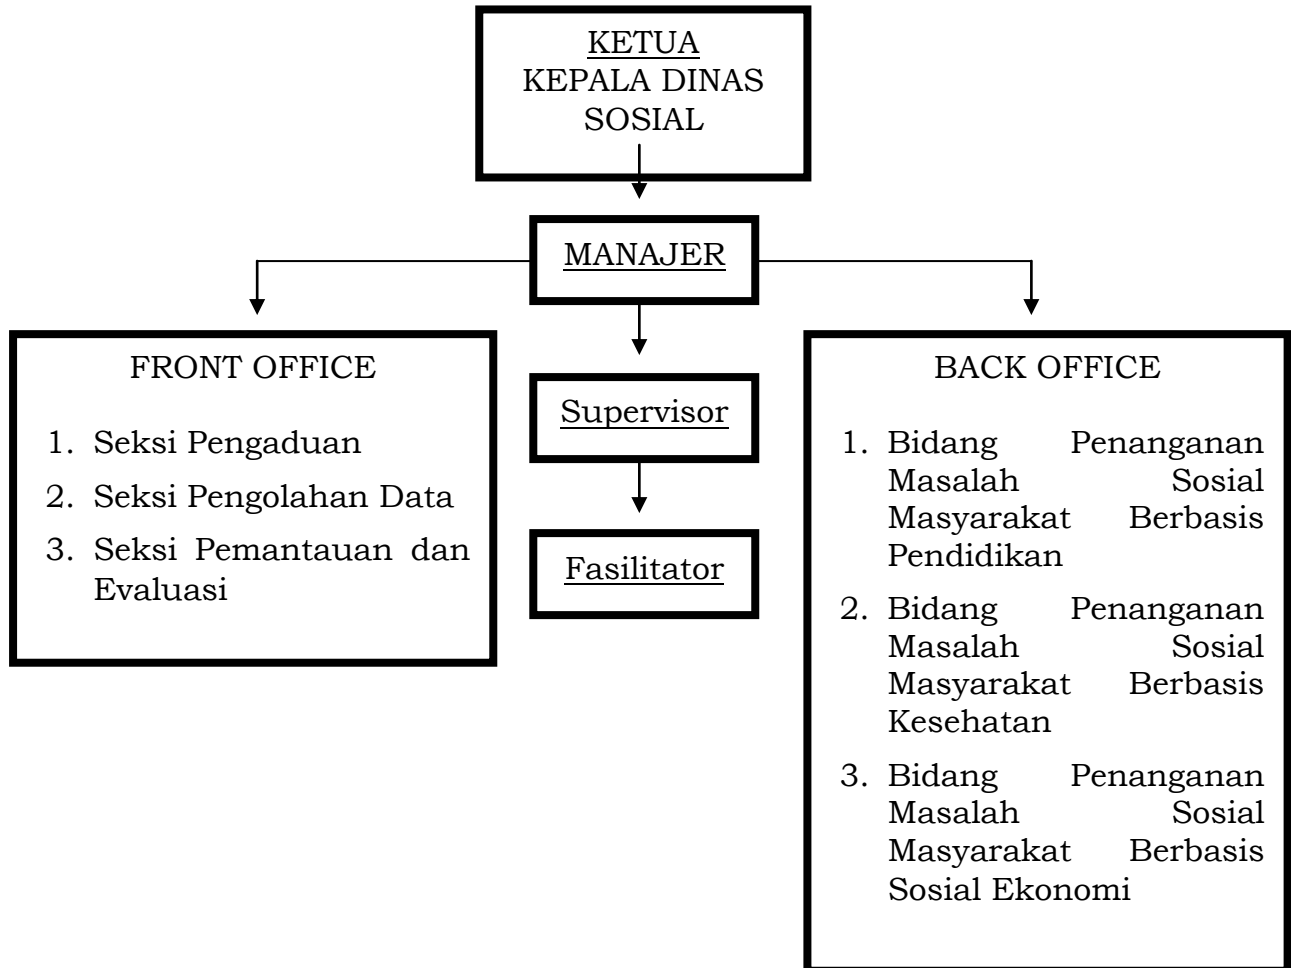 KETUA
KEPALA DINAS
SOSIAL
MANAJER
FRONT OFFICE
1. Seksi Pengaduan
2. Seksi Pengolahan Data
3. Seksi Pemantauan dan
Evaluasi
Supervisor
Fasilitator
BACK OFFICE
1. Bidang Penanganan
Masalah Sosial
Masyarakat Berbasis
Pendidikan
2. Bidang Penanganan
Masalah Sosial
Masyarakat Berbasis
Kesehatan
3. Bidang Penanganan
Masalah Sosial
Masyarakat Berbasis
Sosial Ekonomi